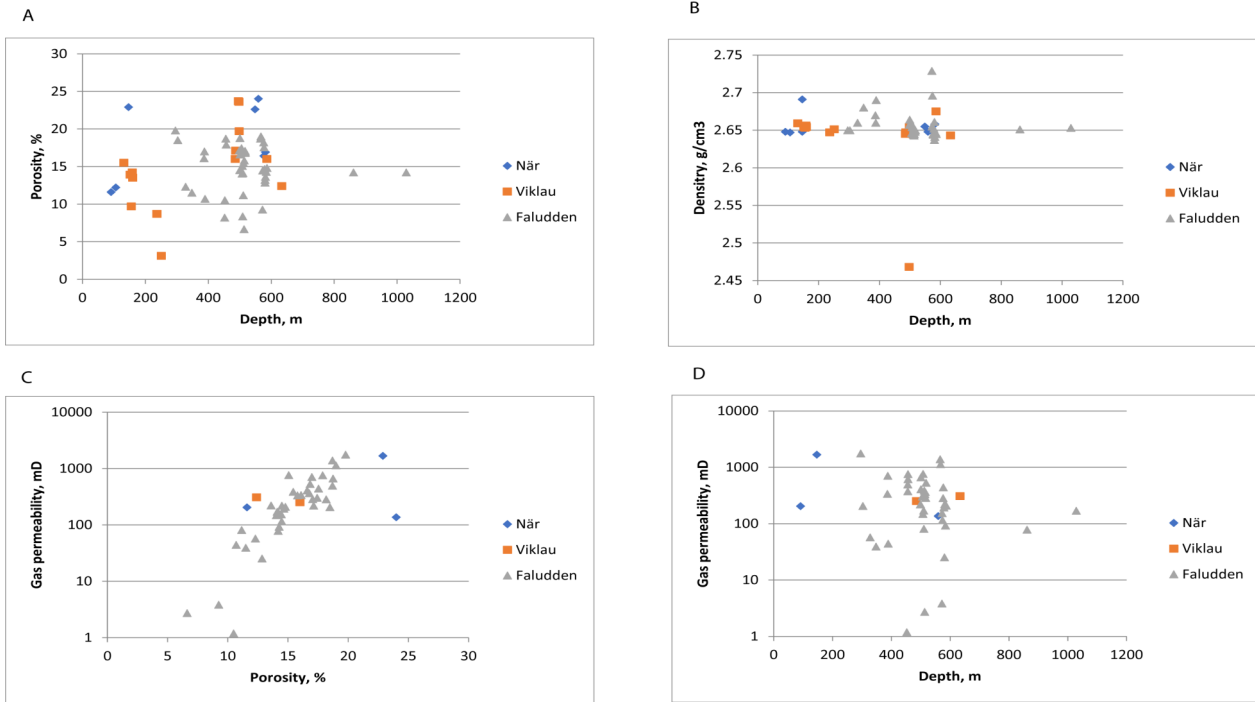 A
30
25
20
15
10
5
0
Porosity, %
0 200 400 600 800 1000 1200
Depth, m
När
Viklau
Faludden
B
2.75
2.7
2.65
2.6
2.55
2.5
2.45
Densitry, g/cm3
0 200 400 600 800 1000 1200
Depth, m
När
Viklau
Faludden
C
10000
1000
100
10
1
Gas permeability, mD
0 5 10 15 20 25 30
Porosity, %
När
Viklau
Faludden
D
10000
1000
100
10
1
Gas permeability, mD
0 200 400 600 800 1000 1200
Depth, m
När
Viklau
Faludden